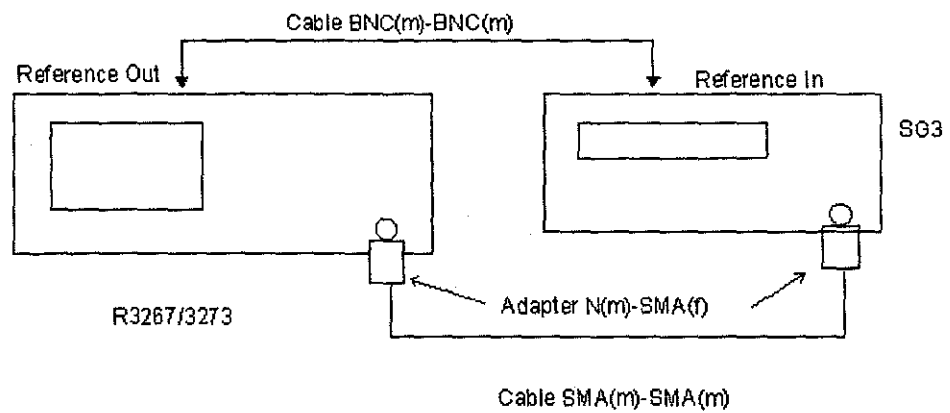 Cable BNC(m)-BNC(m)
Reference Out
Reference In
SG3
Adapter N(m)-SMA(f)
R3267/3273
Cable SMA(m)-SMA(m)